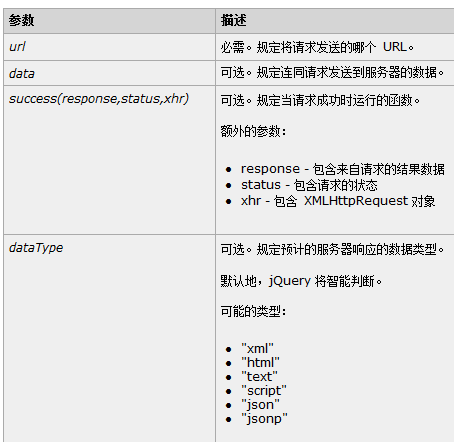 参数 描述
url 必需。规定将请求发送的哪个 URL。
data 可选。规定连同请求发送到服务器的数据。
success(response,status,xhr) 可选。规定当请求成功时运行的函数。
额外的参数：
• response - 包含来自请求的结果数据
• status - 包含请求的状态
• xhr - 包含 XMLHttpRequest 对象
dataType 可选。规定预计的服务器响应的数据类型。
默认地，jQuery 将智能判断。
可能的类型：
• "xml"
• "html"
• "text"
• "script"
• "json"
• "jsonp"